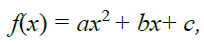 f(x) = ax² + bx + c,